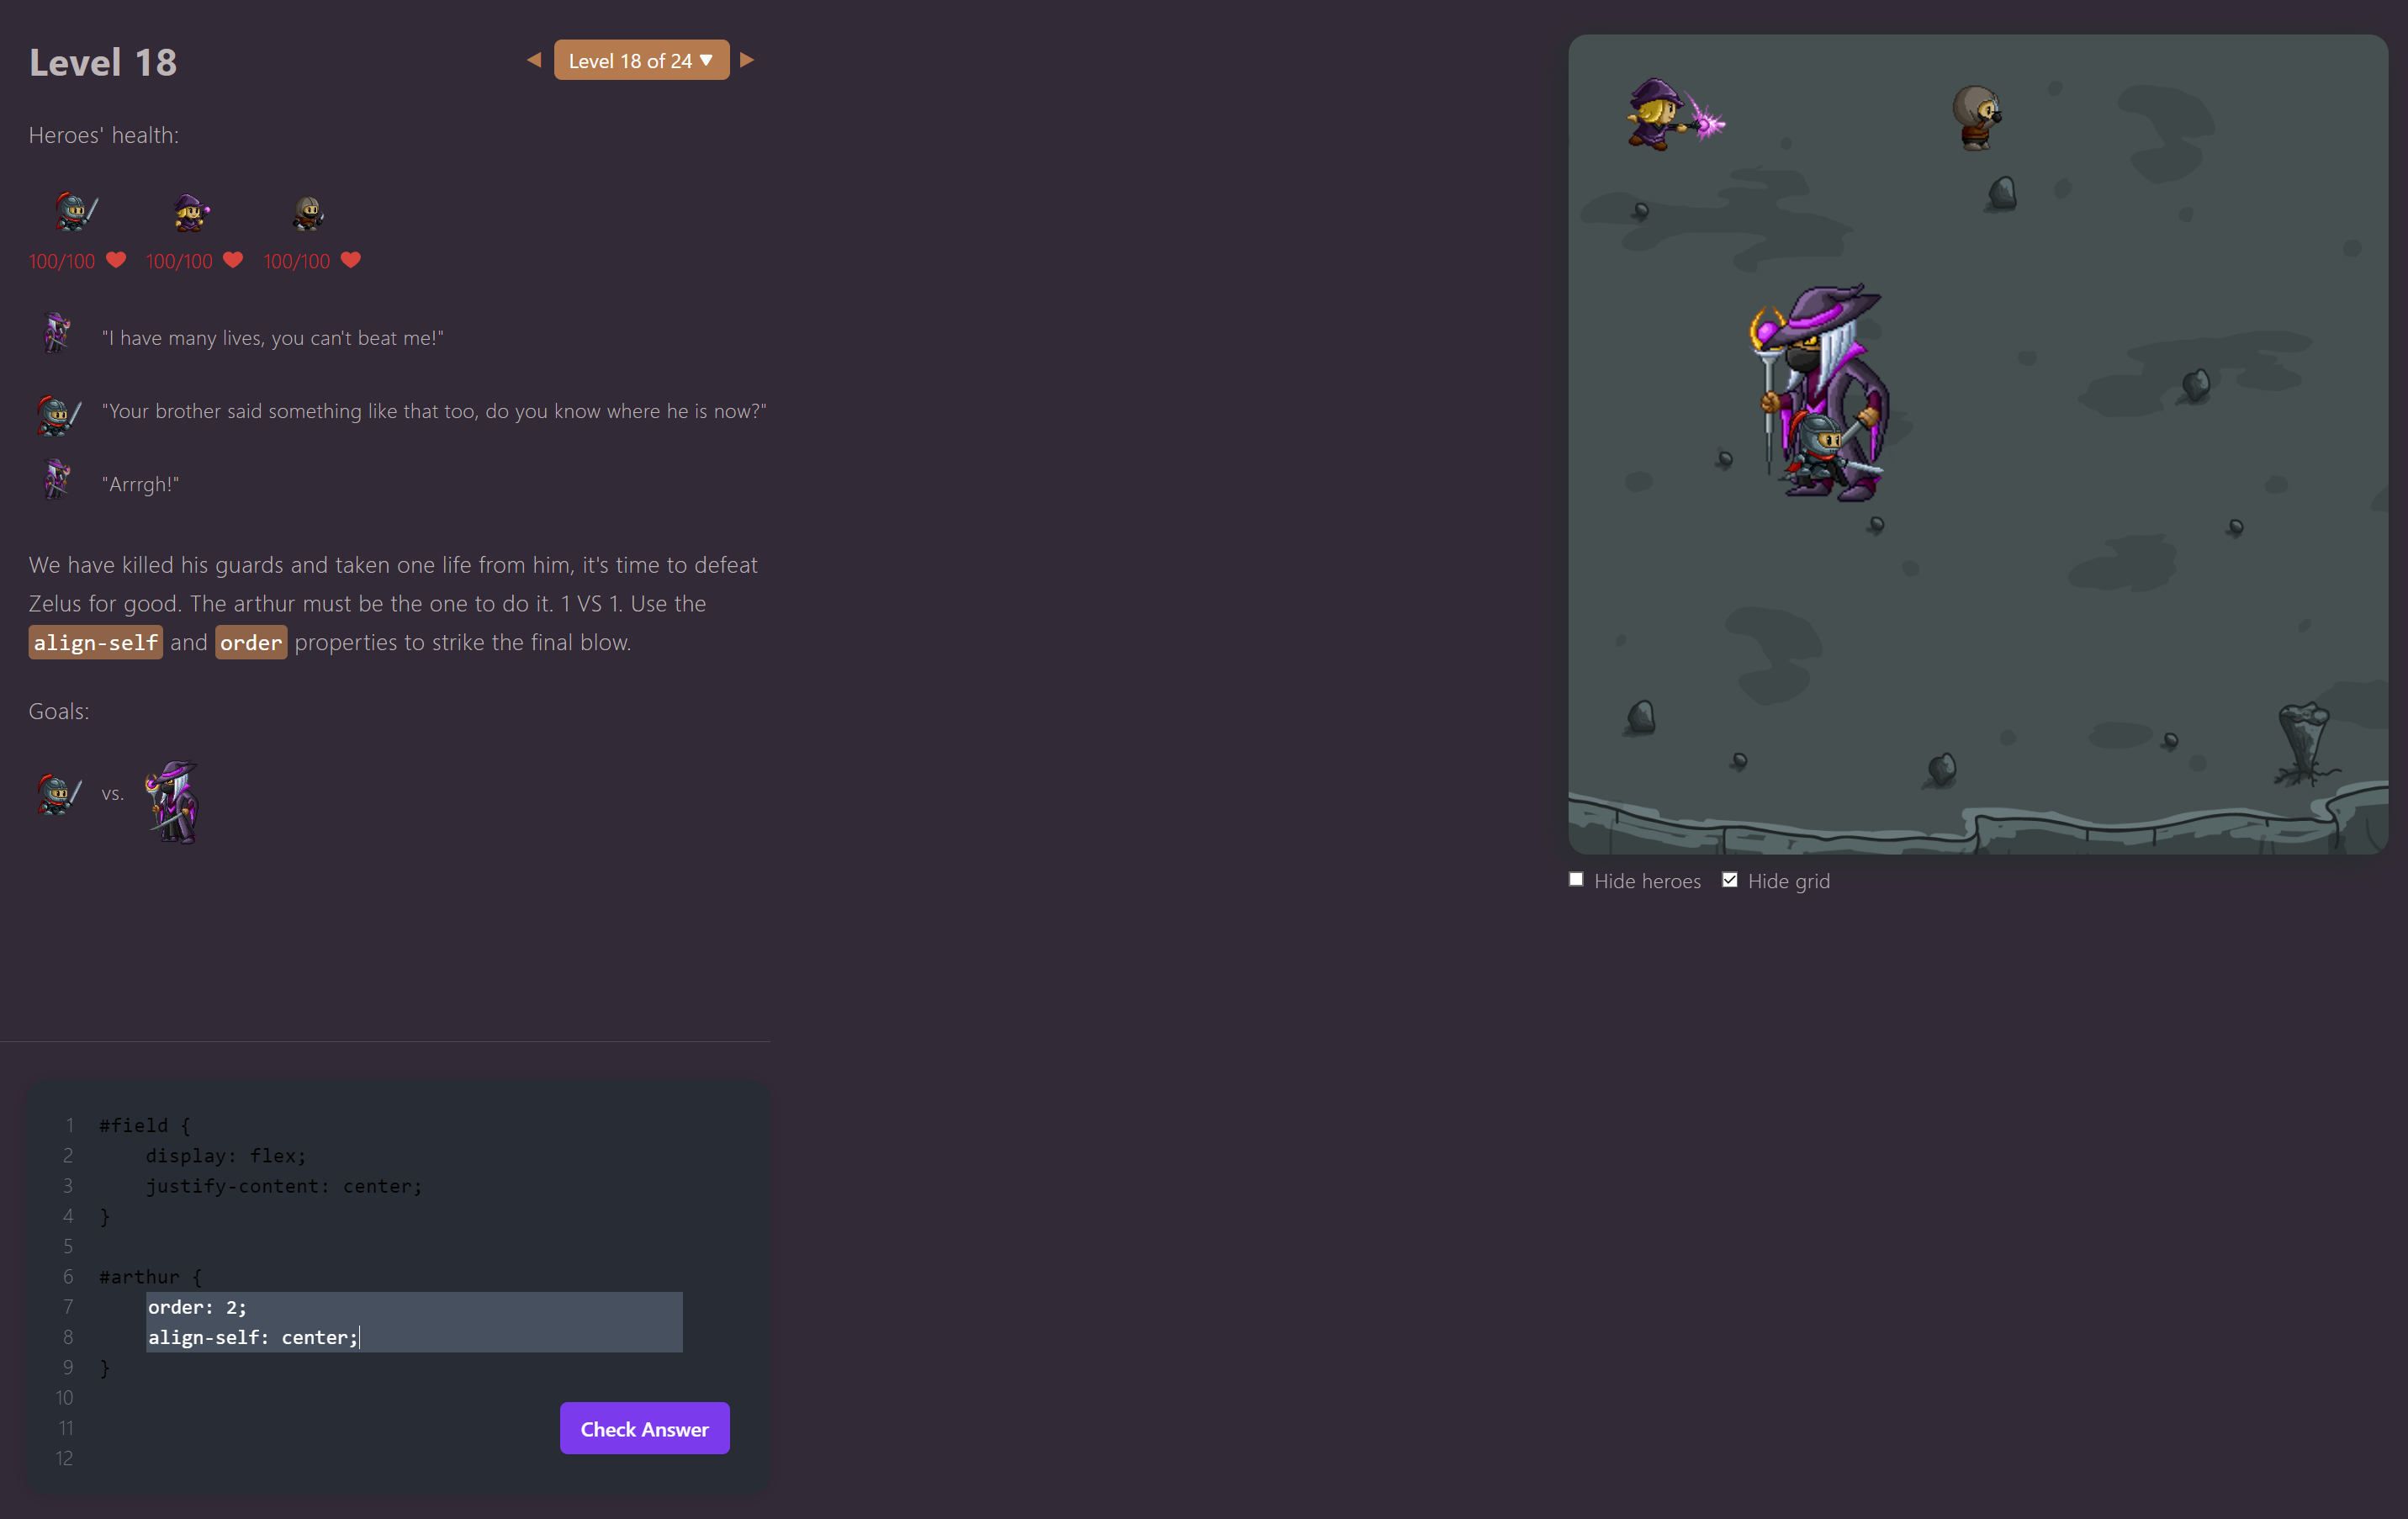 Level 18
Level 18 of 24 ▼
Heroes' health:
100/100 100/100 100/100
"I have many lives, you can't beat me!"
"Your brother said something like that too, do you know where he is now?"
"Arrrgh!"
We have killed his guards and taken one life from him, it's time to defeat
Zelus for good. The arthur must be the one to do it. 1 VS 1. Use the
align-self and order properties to strike the final blow.
Goals:
vs.
Hide heroes Hide grid
1 #field {
2     display: flex;
3     justify-content: center;
4 }
5
6 #arthur {
7     order: 2;
8     align-self: center;
9 }
10
11
12
Check Answer